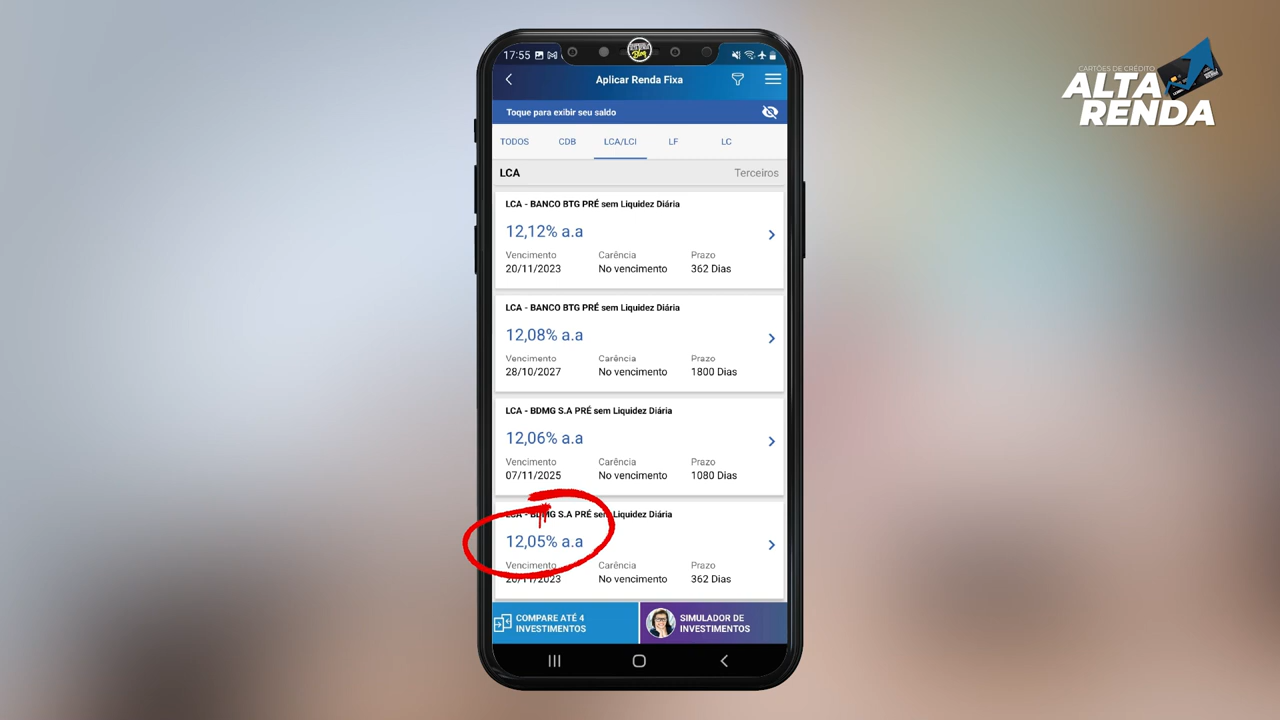 17:55
Aplicar Renda Fixa
Toque para exibir seu saldo
TODOS CDB LCA/LCI LF LC
LCA Terceiros
LCA - BANCO BTG PRÉ sem Liquidez Diária
12,12% a.a
Vencimento Carência Prazo
20/11/2023 No vencimento 362 Dias
LCA - BANCO BTG PRÉ sem Liquidez Diária
12,08% a.a
Vencimento Carência Prazo
28/10/2027 No vencimento 1800 Dias
LCA - BDMG S.A PRÉ sem Liquidez Diária
12,06% a.a
Vencimento Carência Prazo
07/11/2025 No vencimento 1080 Dias
LCA - BDMG S.A PRÉ sem Liquidez Diária
12,05% a.a
Vencimento Carência Prazo
20/11/2023 No vencimento 362 Dias
COMPARE ATÉ 4
INVESTIMENTOS
SIMULADOR DE
INVESTIMENTOS
CARTÕES DE CRÉDITO
ALTA
RENDA